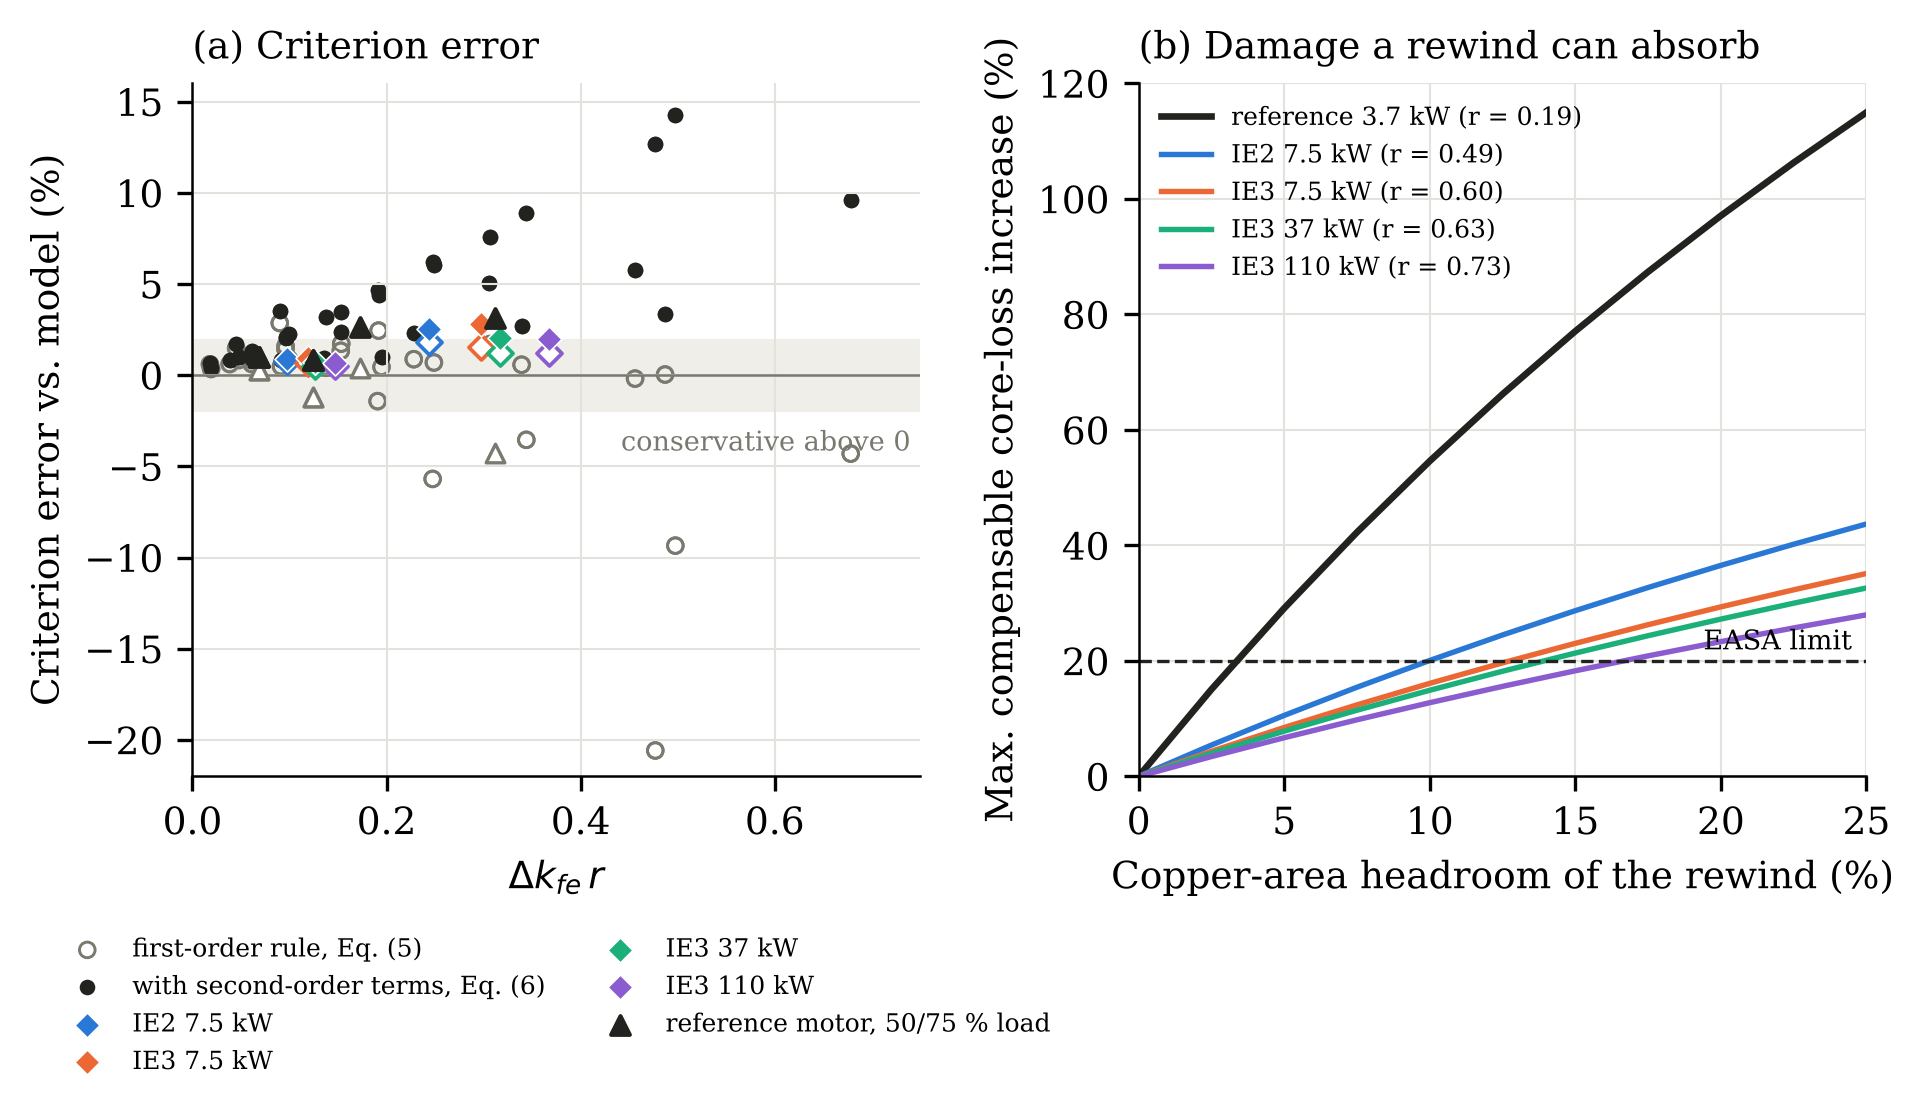 (a) Criterion error
Criterion error vs. model (%)
15
10
5
0
−5
−10
−15
−20
conservative above 0
0.0 0.2 0.4 0.6
Δk_fe r
first-order rule, Eq. (5)
with second-order terms, Eq. (6)
IE2 7.5 kW
IE3 7.5 kW
IE3 37 kW
IE3 110 kW
reference motor, 50/75 % load
(b) Damage a rewind can absorb
Max. compensable core-loss increase (%)
120
100
80
60
40
20
0
reference 3.7 kW (r = 0.19)
IE2 7.5 kW (r = 0.49)
IE3 7.5 kW (r = 0.60)
IE3 37 kW (r = 0.63)
IE3 110 kW (r = 0.73)
EASA limit
0 5 10 15 20 25
Copper-area headroom of the rewind (%)